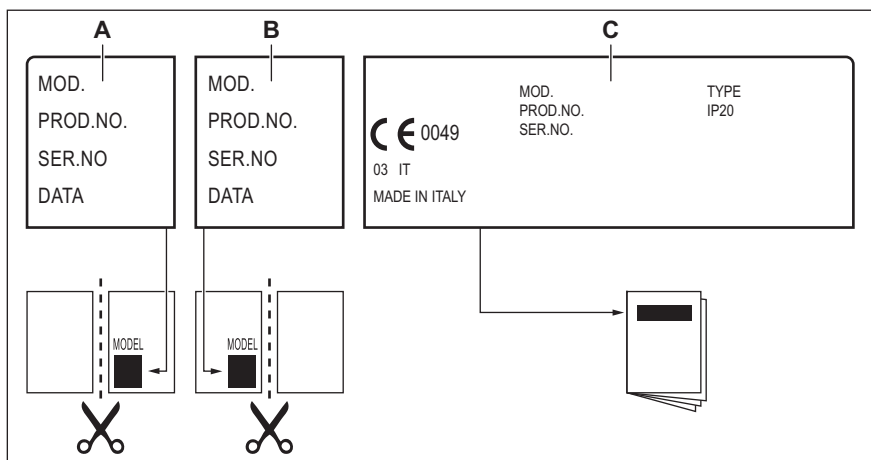 A
B
C
MOD.
PROD.NO.
SER.NO
DATA
MOD.
PROD.NO.
SER.NO
DATA
MOD.
PROD.NO.
SER.NO.
TYPE
IP20
CE 0049
03 IT
MADE IN ITALY
MODEL
MODEL